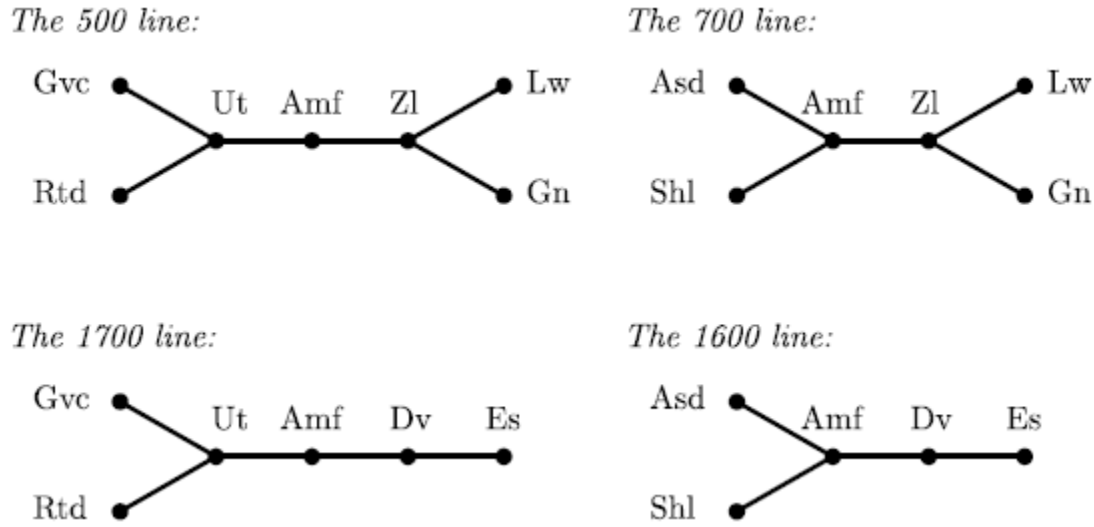 The 500 line:
Gvc
Ut Amf Zl
Lw
Rtd
Gn
The 700 line:
Asd
Amf Zl
Lw
Shl
Gn
The 1700 line:
Gvc
Ut Amf Dv Es
Rtd
The 1600 line:
Asd
Amf Dv Es
Shl